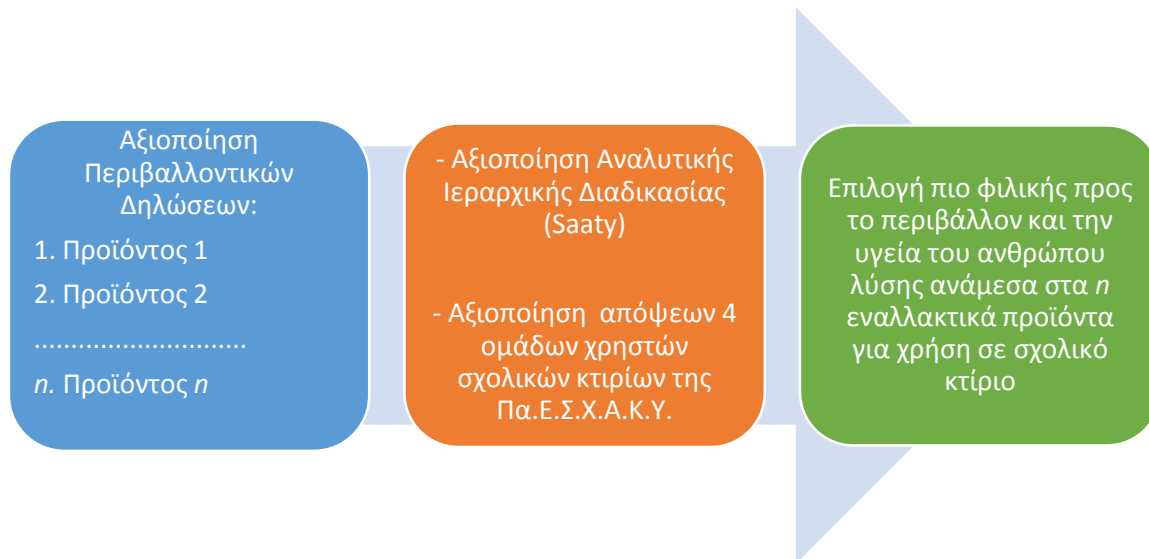 Αξιοποίηση
Περιβαλλοντικών
Δηλώσεων:
1. Προϊόντος 1
2. Προϊόντος 2
.............................
n. Προϊόντος n
- Αξιοποίηση Αναλυτικής
Ιεραρχικής Διαδικασίας
(Saaty)
- Αξιοποίηση απόψεων 4
ομάδων χρηστών
σχολικών κτιρίων της
Πα.Ε.Σ.Χ.Α.Κ.Υ.
Επιλογή πιο φιλικής προς
το περιβάλλον και την
υγεία του ανθρώπου
λύσης ανάμεσα στα n
εναλλακτικά προϊόντα
για χρήση σε σχολικό
κτίριο